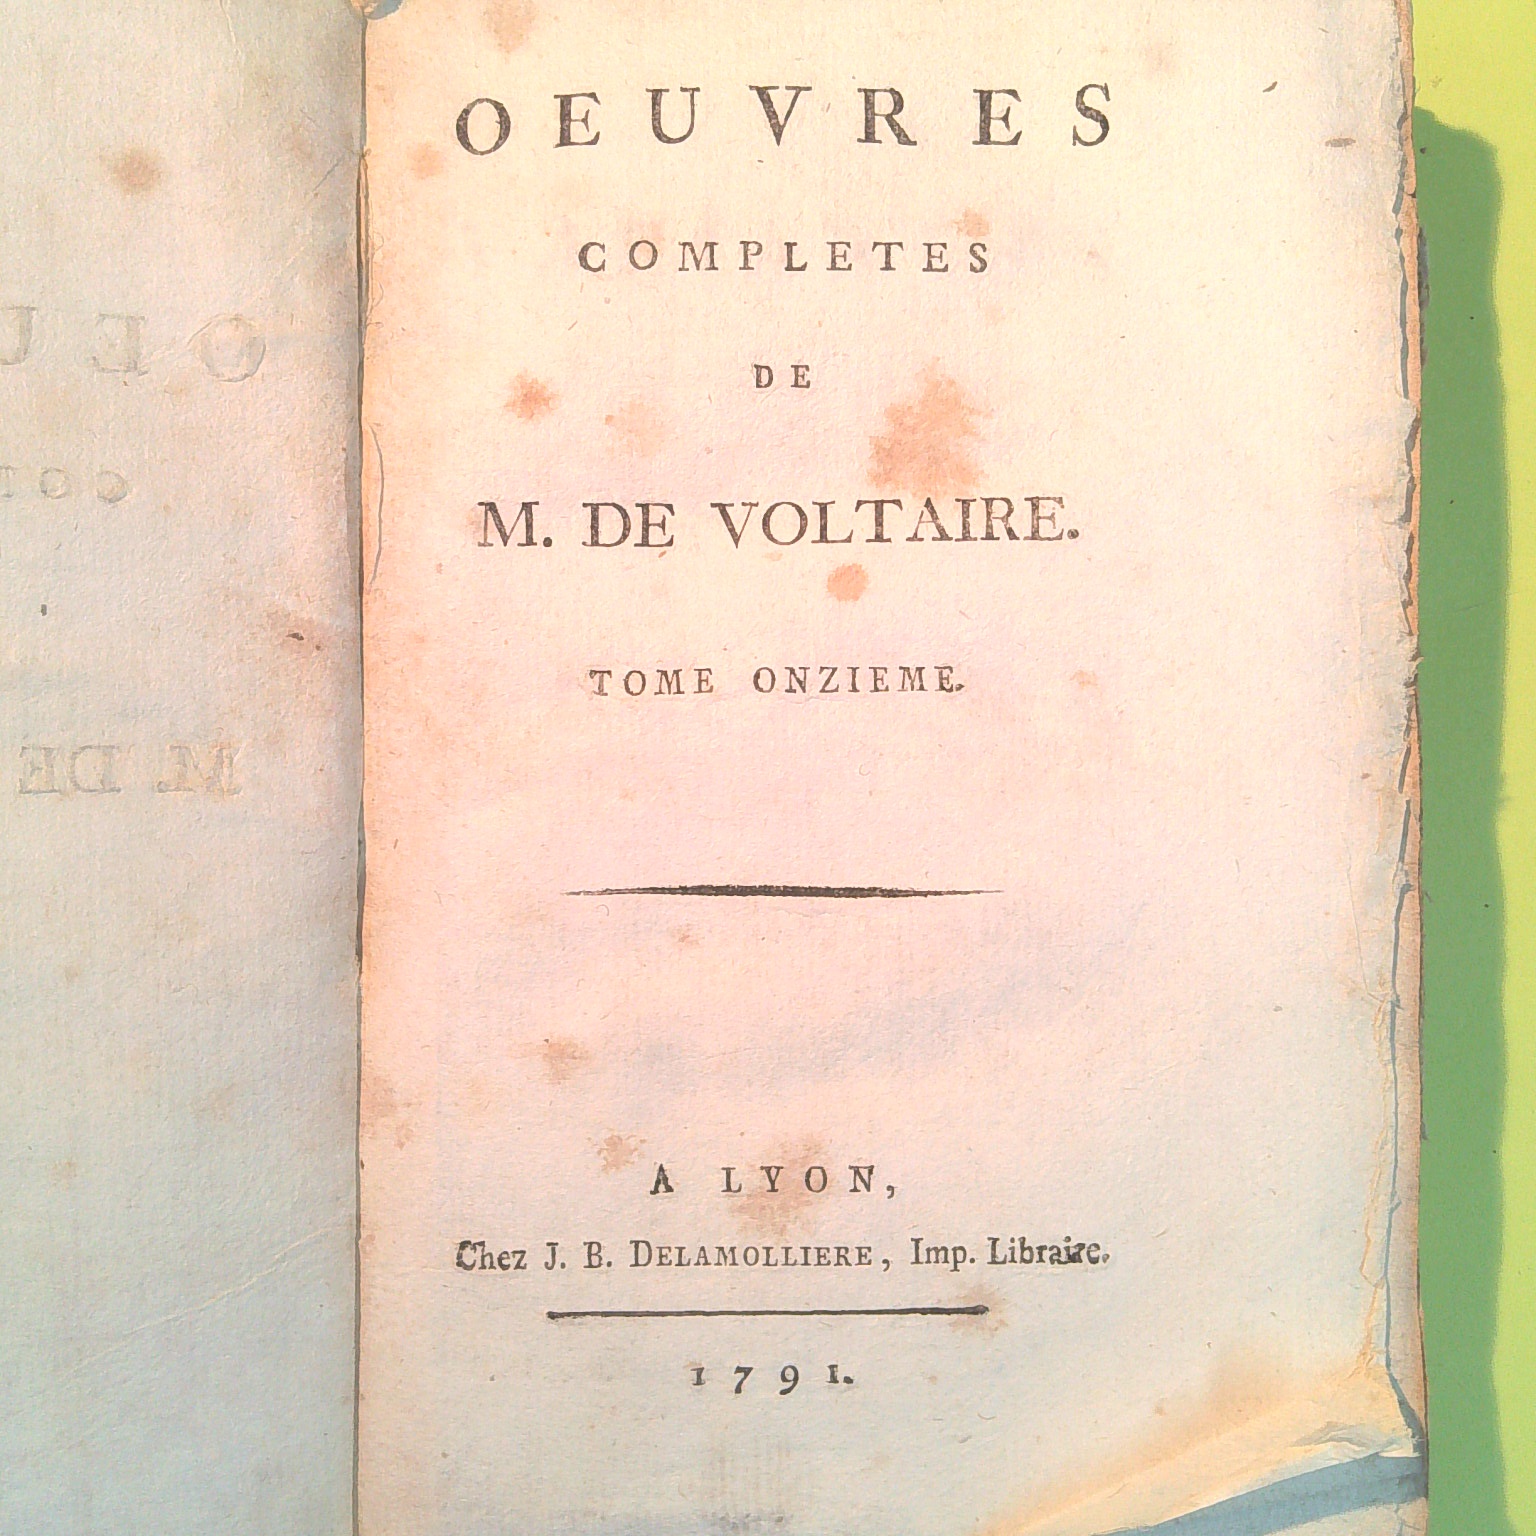 OEUVRES
COMPLETES
DE
M. DE VOLTAIRE.
TOME ONZIEME.
A LYON,
Chez J. B. DELAMOLLIERE, Imp. Libraire.
1791.